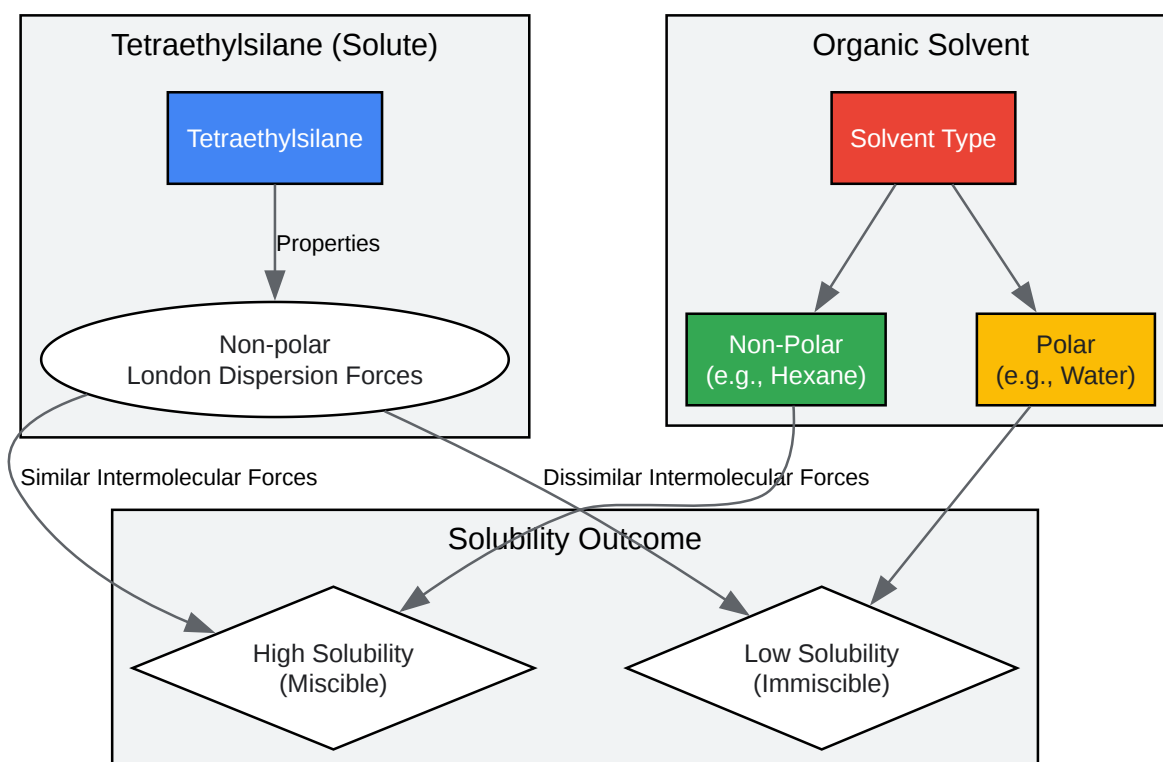 Tetraethylsilane (Solute)
Organic Solvent
Tetraethylsilane
Solvent Type
Properties
Non-polar
London Dispersion Forces
Non-Polar
(e.g., Hexane)
Polar
(e.g., Water)
Similar Intermolecular Forces
Dissimilar Intermolecular Forces
Solubility Outcome
High Solubility
(Miscible)
Low Solubility
(Immiscible)